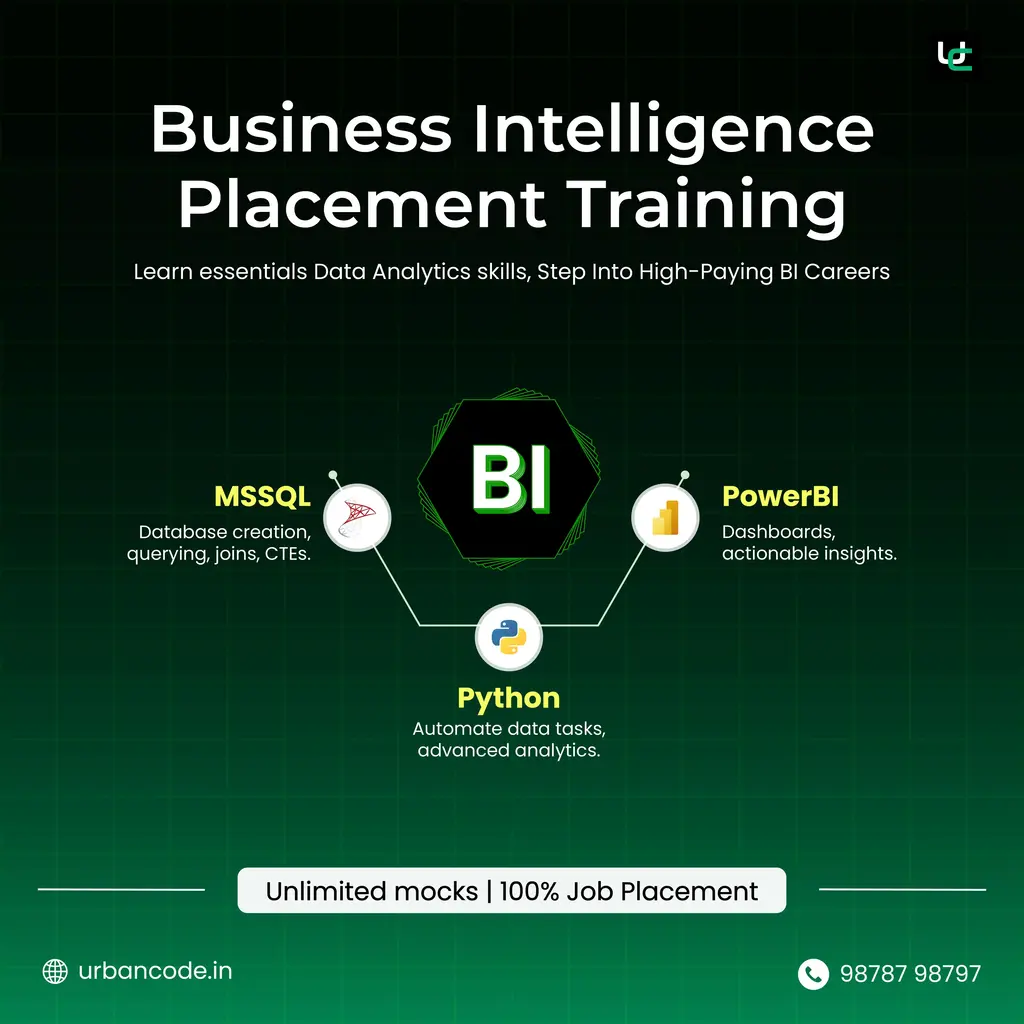 UC
Business Intelligence
Placement Training
Learn essentials Data Analytics skills, Step Into High-Paying BI Careers
BI
MSSQL
Database creation,
querying, joins, CTEs.
PowerBI
Dashboards,
actionable insights.
Python
Automate data tasks,
advanced analytics.
Unlimited mocks | 100% Job Placement
urbancode.in
98787 98797